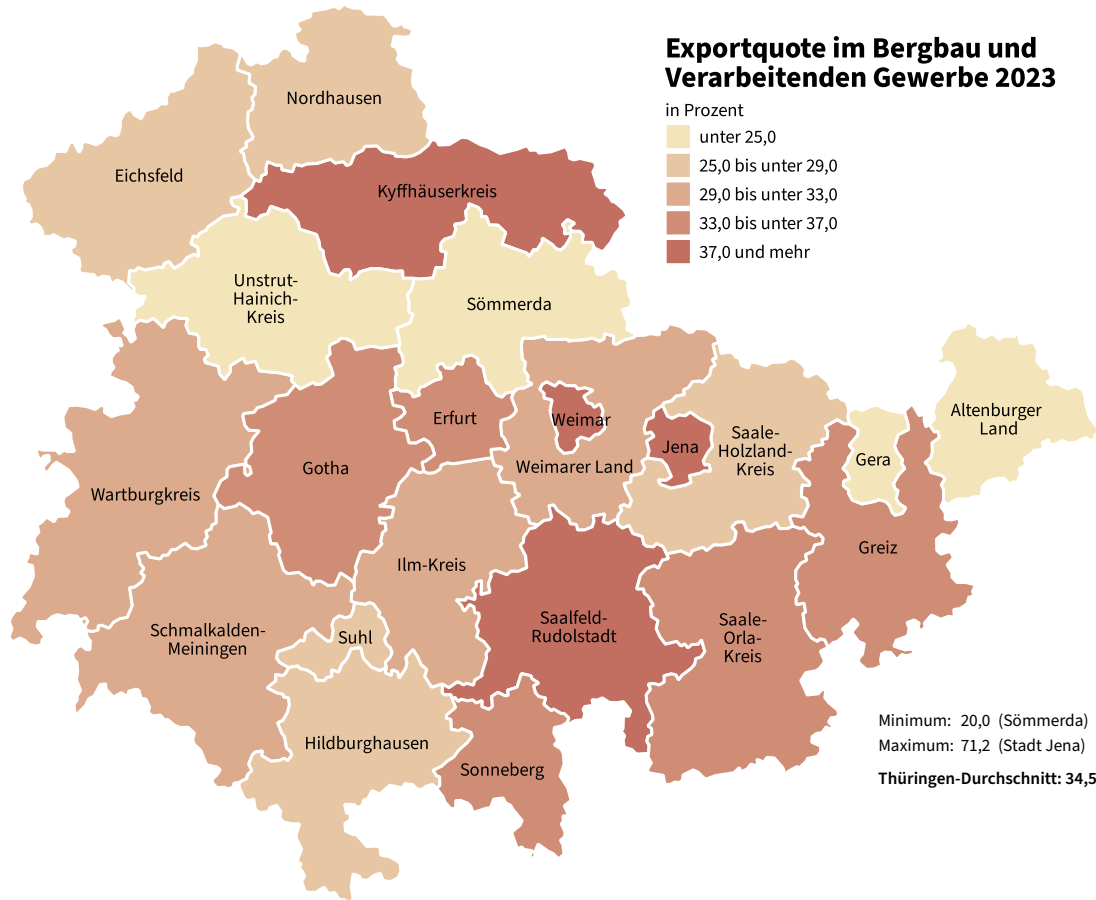 Exportquote im Bergbau und
Verarbeitenden Gewerbe 2023
in Prozent
unter 25,0
25,0 bis unter 29,0
29,0 bis unter 33,0
33,0 bis unter 37,0
37,0 und mehr
Nordhausen
Eichsfeld
Kyffhäuserkreis
Unstrut-
Hainich-
Kreis
Sömmerda
Altenburger
Land
Erfurt
Weimar
Jena
Saale-
Holzland-
Kreis
Gera
Gotha
Weimarer Land
Wartburgkreis
Greiz
Ilm-Kreis
Saalfeld-
Rudolstadt
Saale-
Orla-
Kreis
Schmalkalden-
Meiningen
Suhl
Hildburghausen
Sonneberg
Minimum: 20,0 (Sömmerda)
Maximum: 71,2 (Stadt Jena)
Thüringen-Durchschnitt: 34,5